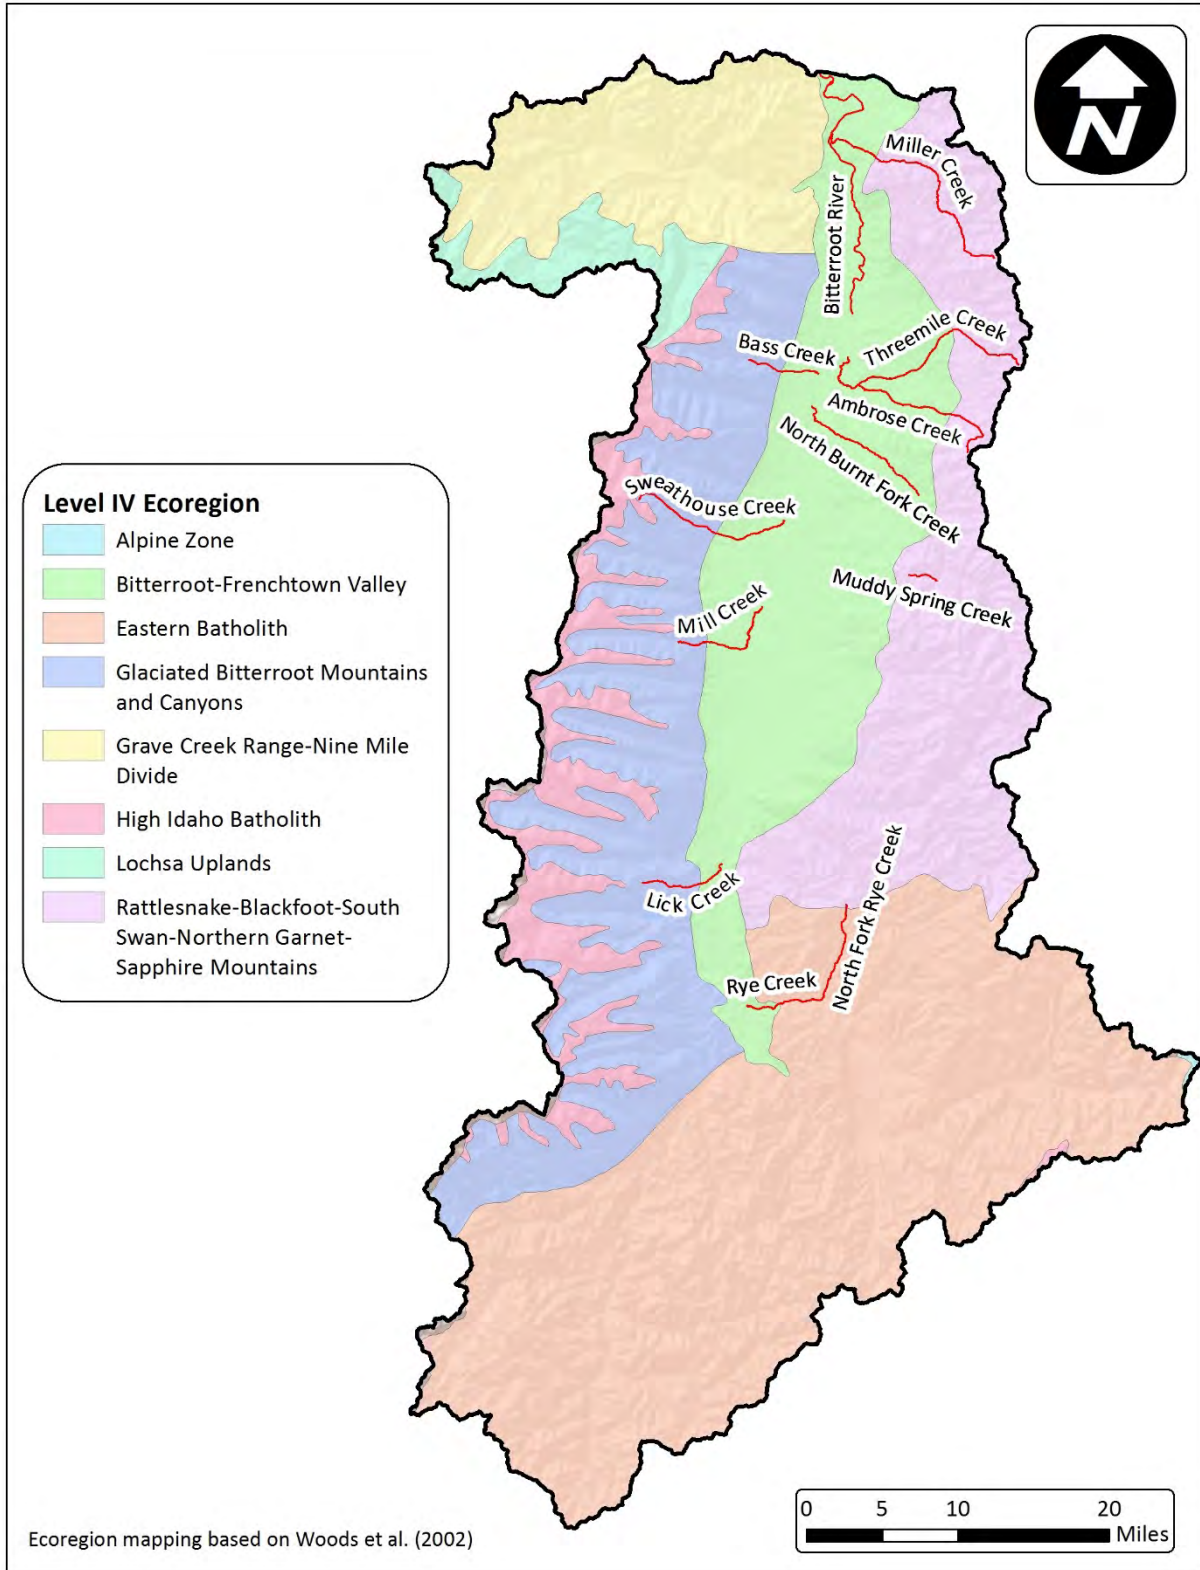 N
Miller Creek
Bitterroot River
Threemile Creek
Bass Creek
Ambrose Creek
North Burnt Fork Creek
Sweathouse Creek
Muddy Spring Creek
Mill Creek
Lick Creek
North Fork Rye Creek
Rye Creek
Level IV Ecoregion
Alpine Zone
Bitterroot-Frenchtown Valley
Eastern Batholith
Glaciated Bitterroot Mountains
and Canyons
Grave Creek Range-Nine Mile
Divide
High Idaho Batholith
Lochsa Uplands
Rattlesnake-Blackfoot-South
Swan-Northern Garnet-
Sapphire Mountains
0 5 10 20
Miles
Ecoregion mapping based on Woods et al. (2002)